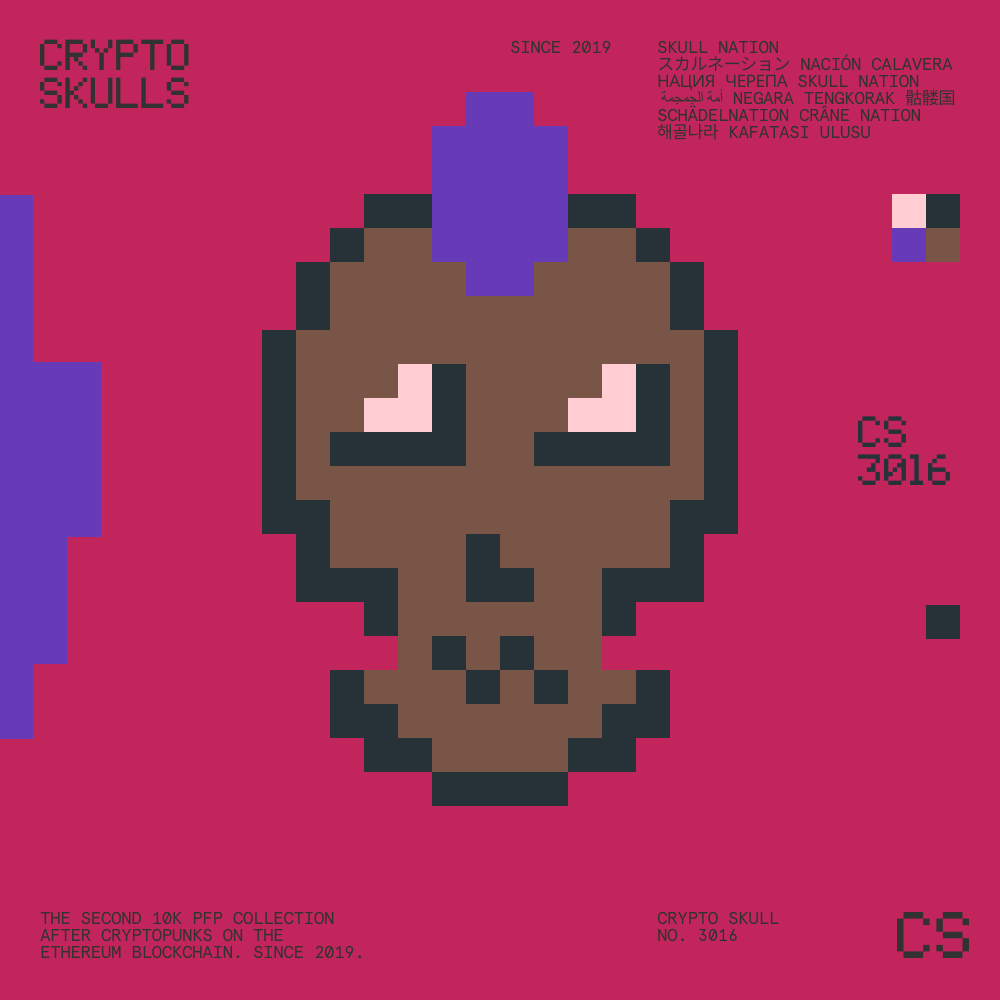 CRYPTO
SKULLS
SINCE 2019
SKULL NATION
スカルネーション NACIÓN CALAVERA
НАЦИЯ ЧЕРЕПА SKULL NATION
أمة الجمجمة NEGARA TENGKORAK 骷髅国
SCHÄDELNATION CRÂNE NATION
해골나라 KAFATASI ULUSU
CS
3016
THE SECOND 10K PFP COLLECTION
AFTER CRYPTOPUNKS ON THE
ETHEREUM BLOCKCHAIN. SINCE 2019.
CRYPTO SKULL
NO. 3016
CS